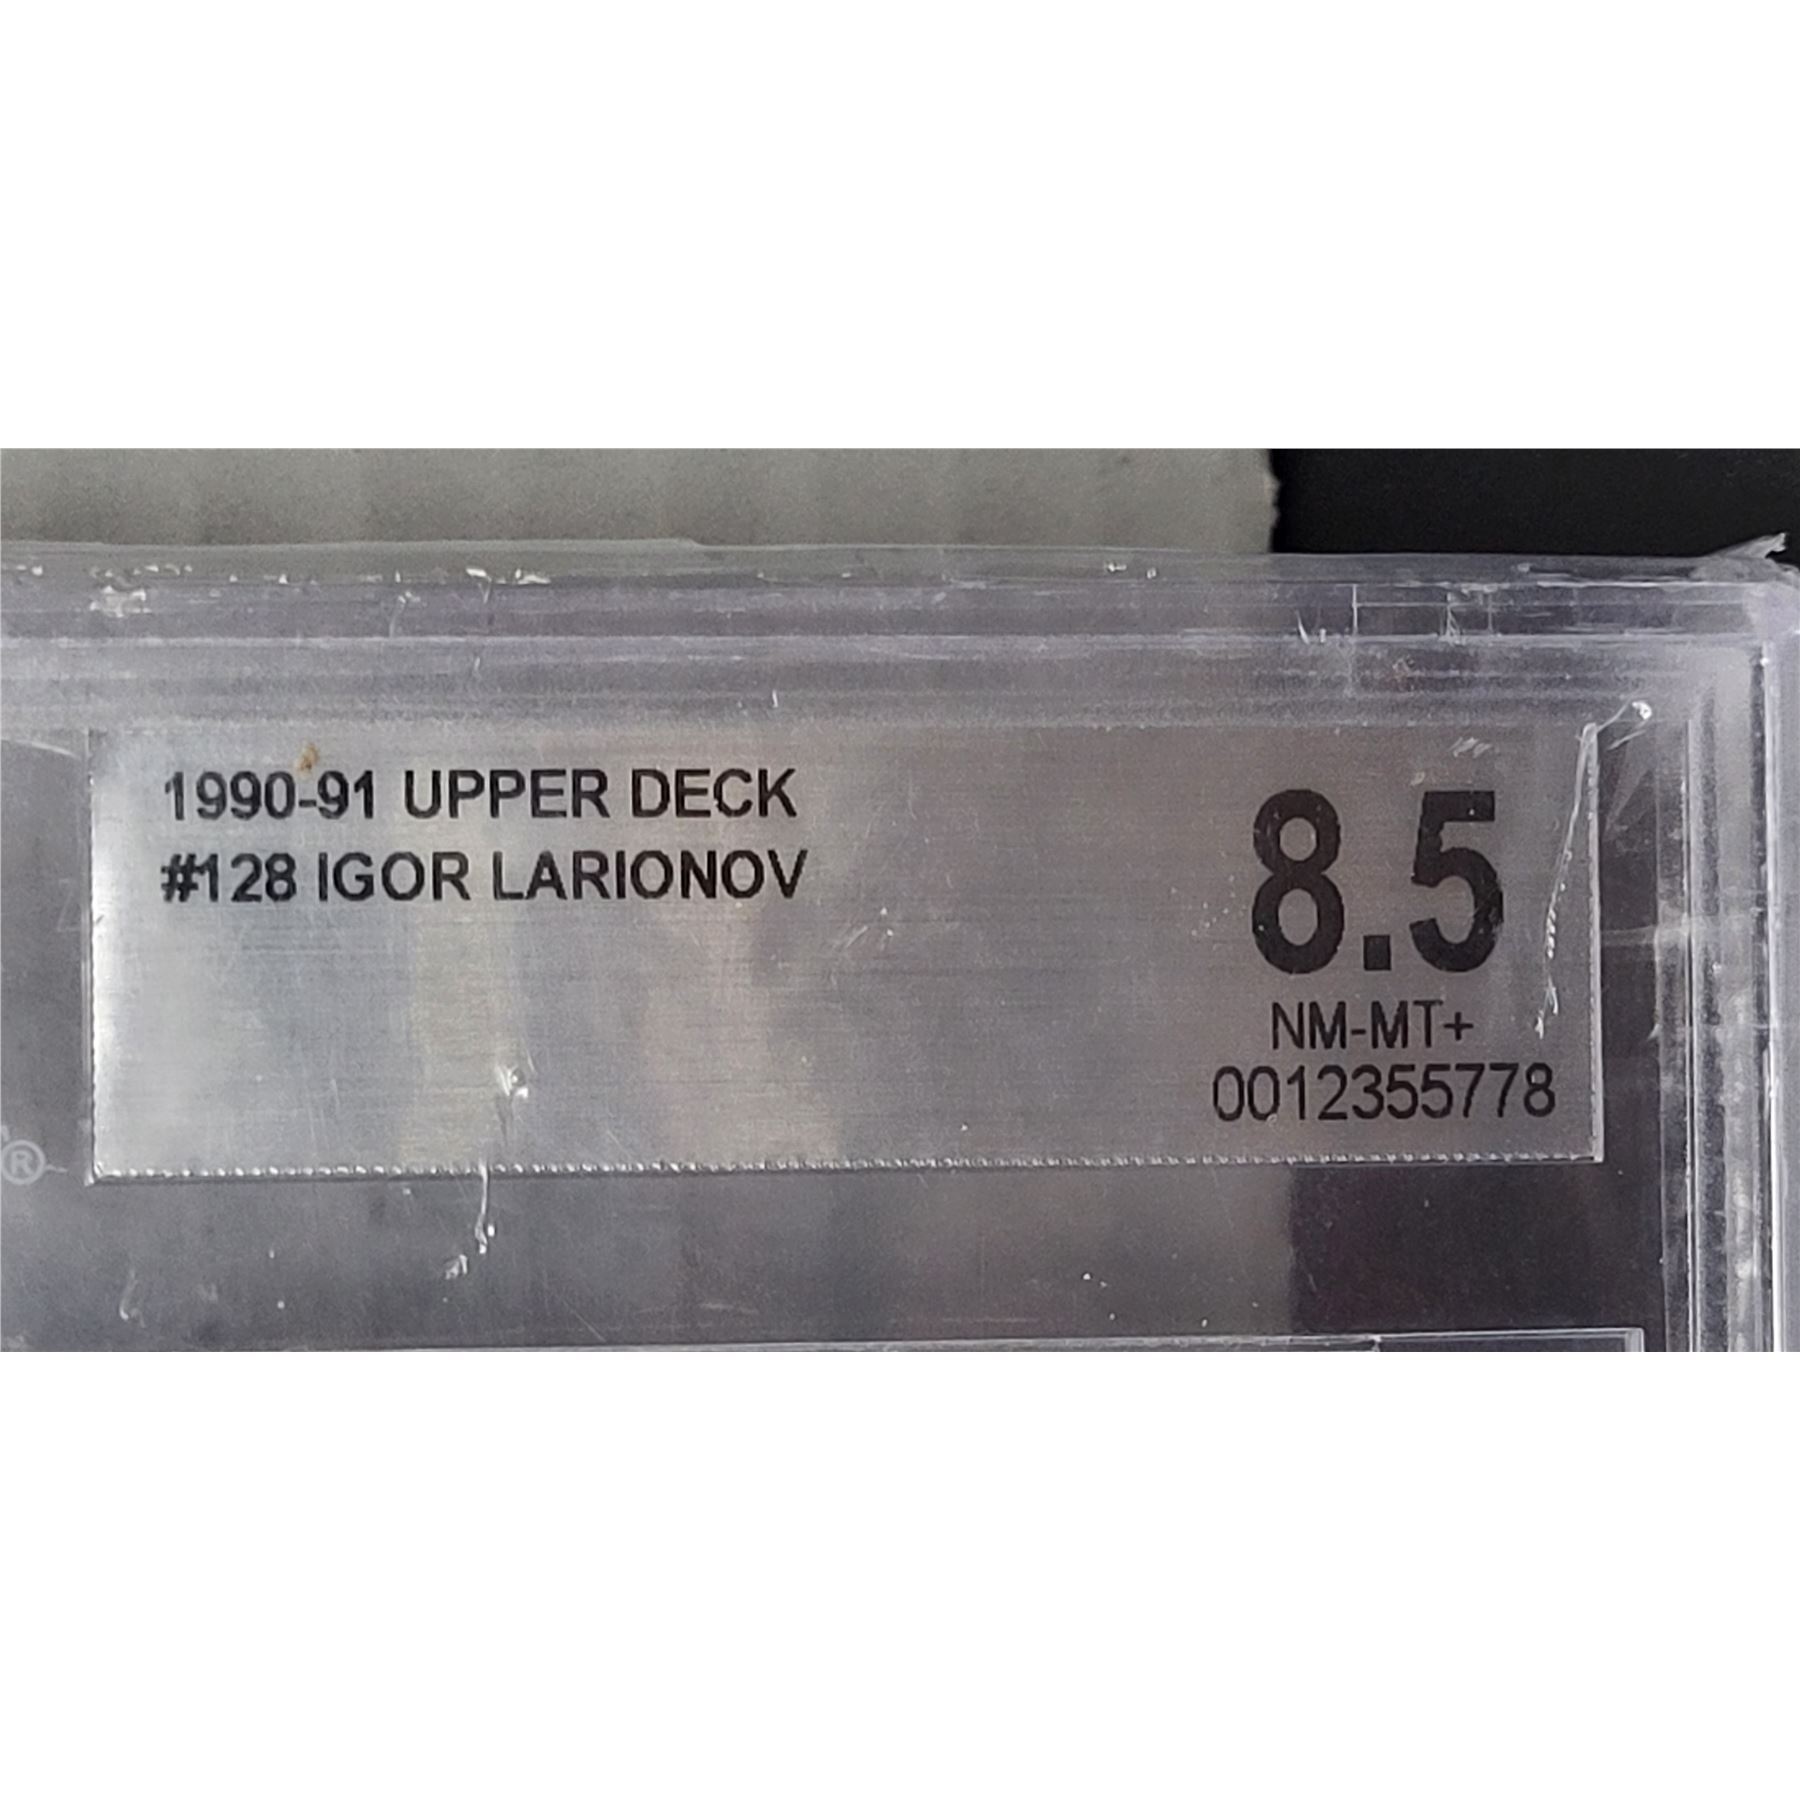 1990-91 UPPER DECK
#128 IGOR LARIONOV
8.5
NM-MT+
0012355778
®